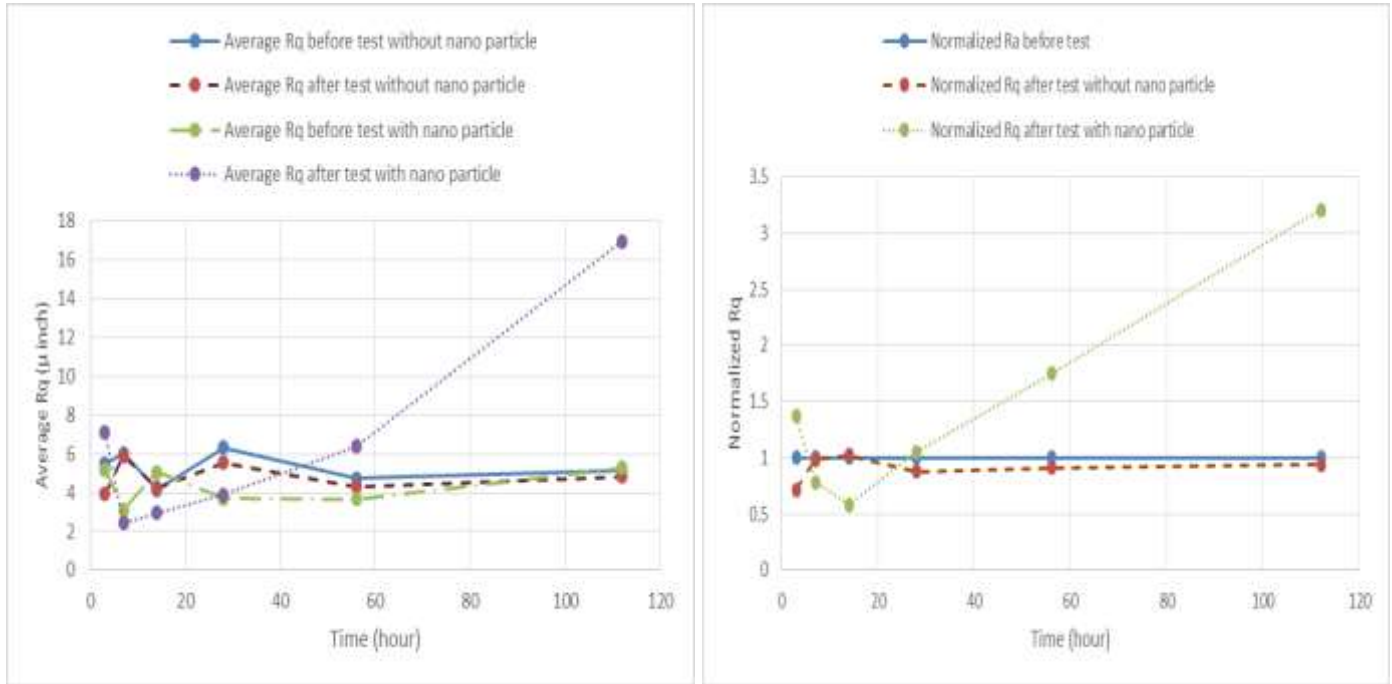 Average Rq before test without nano particle
Average Rq after test without nano particle
Average Rq before test with nano particle
Average Rq after test with nano particle
18
16
14
12
10
8
6
4
2
0
Average Rq (µ inch)
0 20 40 60 80 100 120
Time (hour)
Normalized Ra before test
Normalized Rq after test without nano particle
Normalized Rq after test with nano particle
3.5
3
2.5
2
1.5
1
0.5
0
Normalized Rq
0 20 40 60 80 100 120
Time (hour)